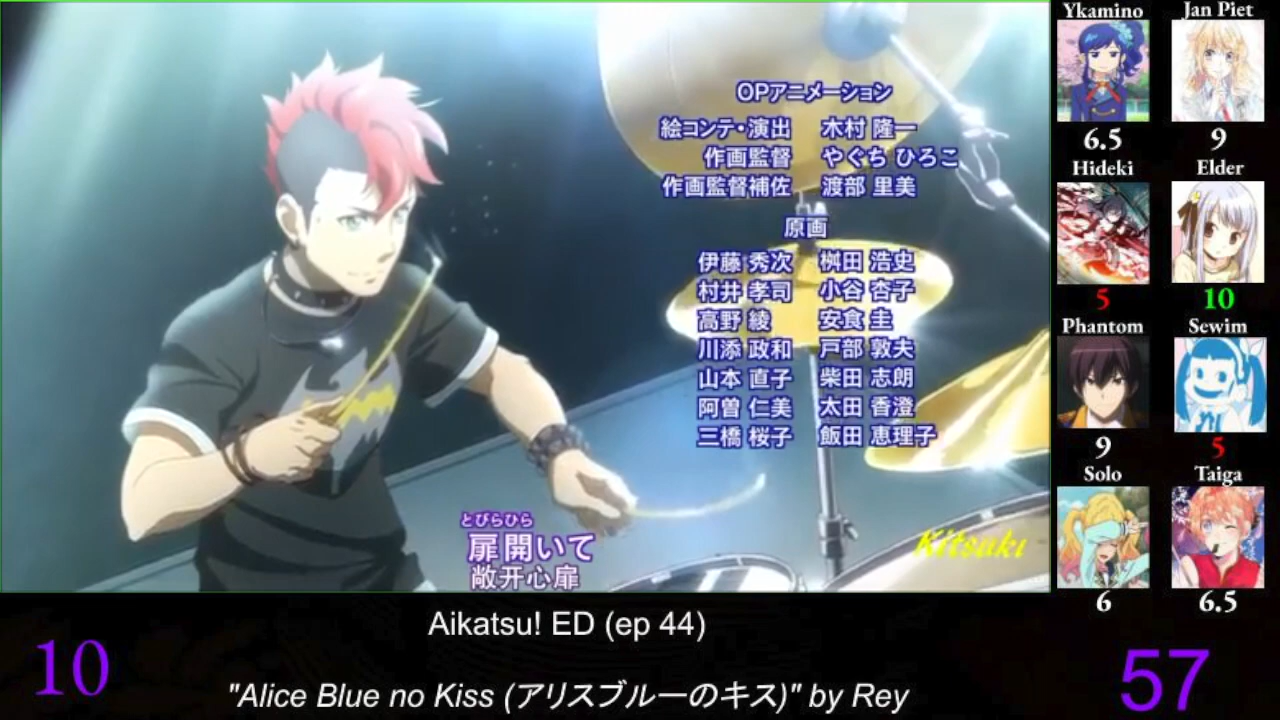 OPアニメーション
絵コンテ・演出 木村 隆一
作画監督 やぐち ひろこ
作画監督補佐 渡部 里美
原画
伊藤 秀次 桝田 浩史
村井 孝司 小谷 杏子
高野 綾 安食 圭
川添 政和 戸部 敦夫
山本 直子 柴田 志朗
阿曽 仁美 太田 香澄
三橋 桜子 飯田 恵理子
とびらひら
扉開いて
敞开心扉
Kitsuki
Ykamino Jan Piet
6.5 9
Hideki Elder
5 10
Phantom Sewim
9 5
Solo Taiga
6 6.5
Aikatsu! ED (ep 44)
10
57
"Alice Blue no Kiss (アリスブルーのキス)" by Rey